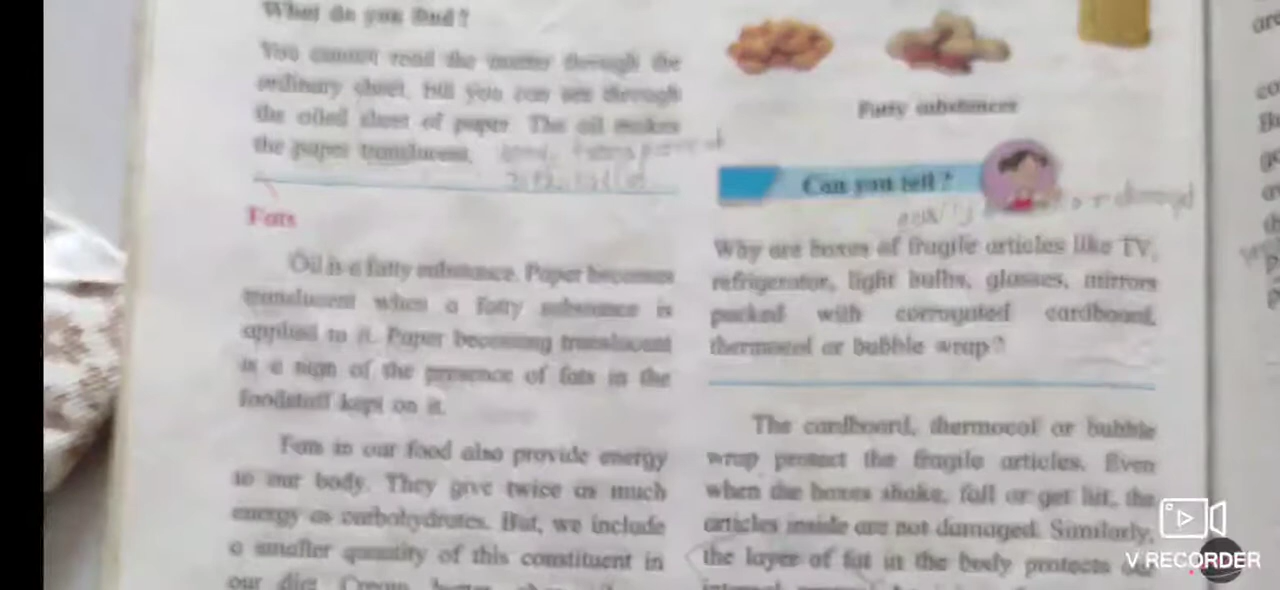 What do you find?
You cannot read the matter through the
ordinary sheet, but you can see through
the oiled sheet of paper. The oil makes
the paper translucent.
Fats
Oil is a fatty substance. Paper becomes
translucent when a fatty substance is
applied to it. Paper becoming translucent
is a sign of the presence of fats in the
foodstuff kept on it.
Fats in our food also provide energy
to our body. They give twice as much
energy as carbohydrates. But, we include
a smaller quantity of this constituent in
our diet. Cream, butter
Fatty substances
Can you tell?
Why are boxes of fragile articles like TV,
refrigerator, light bulbs, glasses, mirrors
packed with corrugated cardboard,
thermocol or bubble wrap?
The cardboard, thermocol or bubble
wrap protect the fragile articles. Even
when the boxes shake, fall or get hit, the
articles inside are not damaged. Similarly,
the layer of fat in the body protects our
V RECORDER